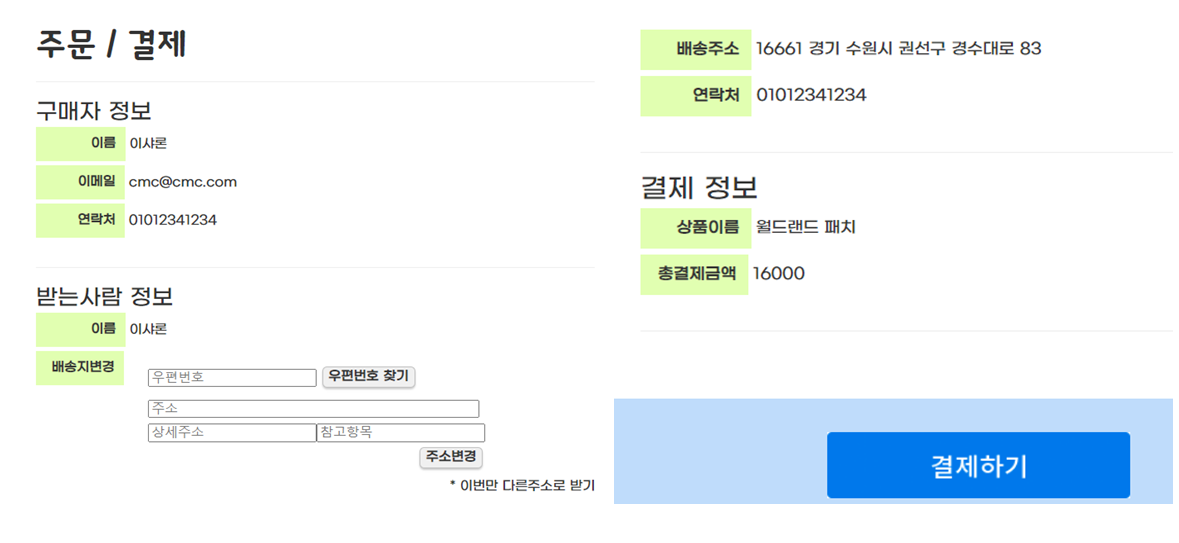 주문 / 결제
구매자 정보
이름 이샤론
이메일 cmc@cmc.com
연락처 01012341234
받는사람 정보
이름 이샤론
배송지변경
우편번호 우편번호 찾기
주소
상세주소 참고항목
주소변경
* 이번만 다른주소로 받기
배송주소 16661 경기 수원시 권선구 경수대로 83
연락처 01012341234
결제 정보
상품이름 월드랜드 패치
총결제금액 16000
결제하기